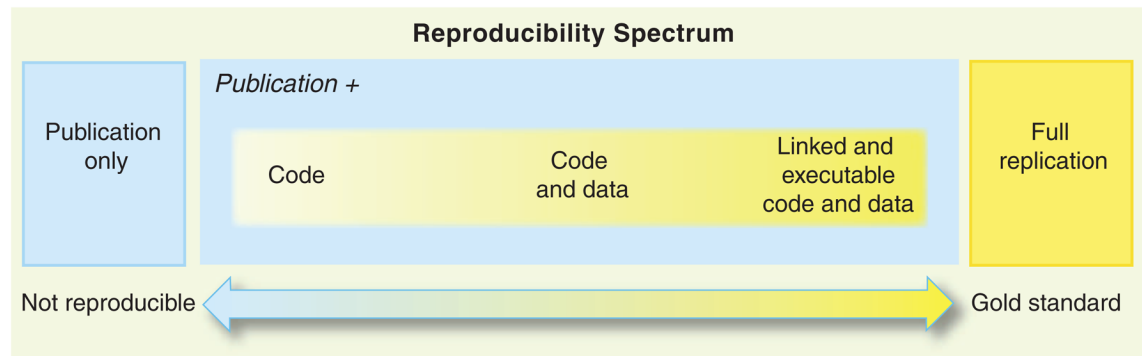 Reproducibility Spectrum
Publication
only
Publication +
Code
Code
and data
Linked and
executable
code and data
Full
replication
Not reproducible
Gold standard